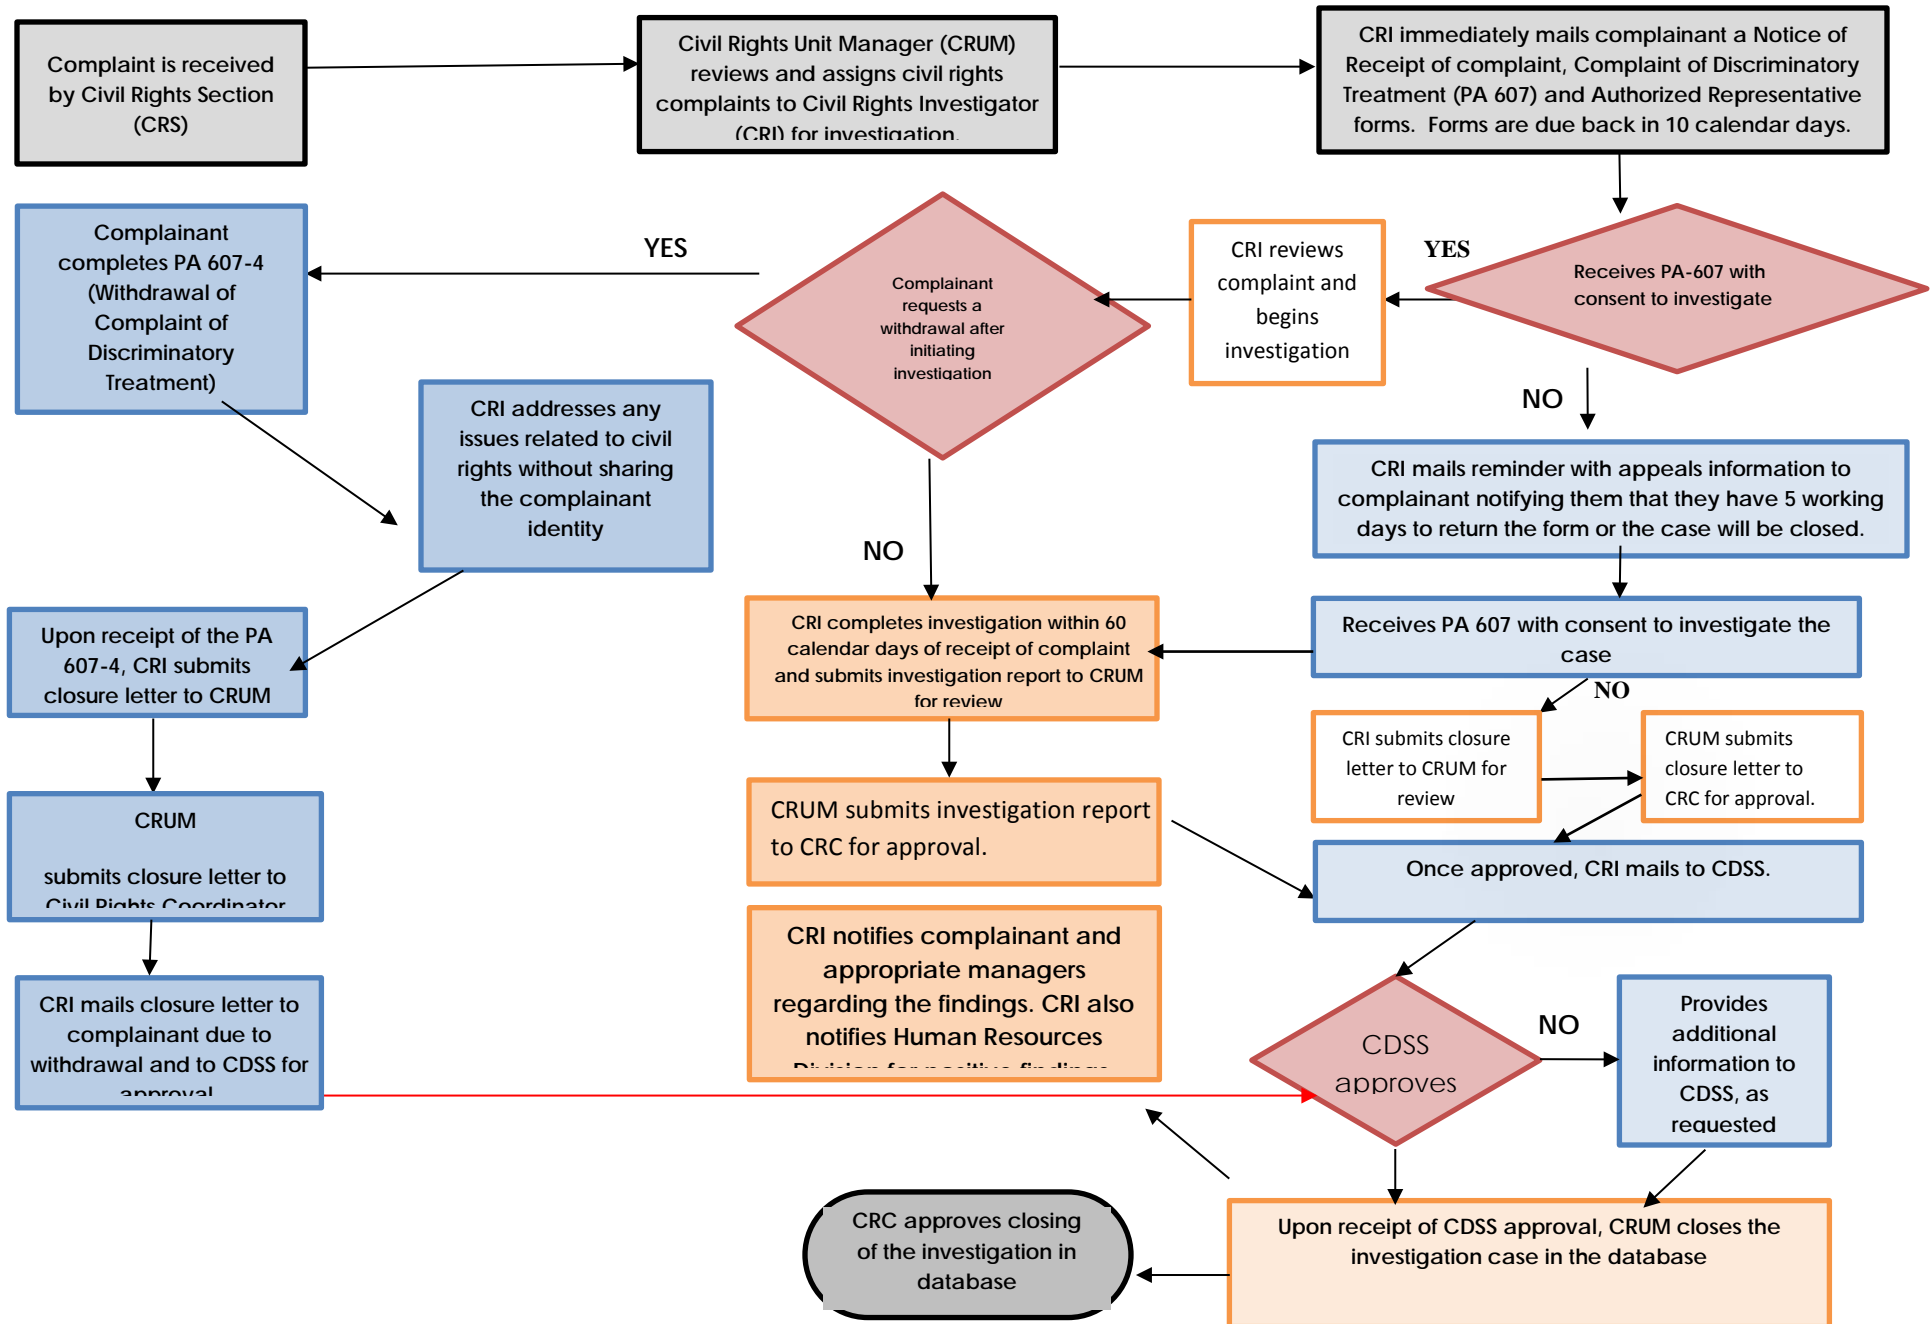 Complaint is received
by Civil Rights Section
(CRS)
Civil Rights Unit Manager (CRUM)
reviews and assigns civil rights
complaints to Civil Rights Investigator
(CRI) for investigation.
CRI immediately mails complainant a Notice of
Receipt of complaint, Complaint of Discriminatory
Treatment (PA 607) and Authorized Representative
forms. Forms are due back in 10 calendar days.
Complainant
completes PA 607-4
(Withdrawal of
Complaint of
Discriminatory
Treatment)
YES
Complainant
requests a
withdrawal after
initiating
investigation
CRI reviews
complaint and
begins
investigation
YES
Receives PA-607 with
consent to investigate
NO
CRI addresses any
issues related to civil
rights without sharing
the complainant
identity
NO
CRI mails reminder with appeals information to
complainant notifying them that they have 5 working
days to return the form or the case will be closed.
Upon receipt of the PA
607-4, CRI submits
closure letter to CRUM
CRI completes investigation within 60
calendar days of receipt of complaint
and submits investigation report to CRUM
for review
Receives PA 607 with consent to investigate the
case
NO
CRI submits closure
letter to CRUM for
review
CRUM submits
closure letter to
CRC for approval.
CRUM
submits closure letter to
Civil Rights Coordinator
CRUM submits investigation report
to CRC for approval.
Once approved, CRI mails to CDSS.
CRI notifies complainant and
appropriate managers
regarding the findings. CRI also
notifies Human Resources
Division for positive findings
CRI mails closure letter to
complainant due to
withdrawal and to CDSS for
approval
CDSS
approves
NO
Provides
additional
information to
CDSS, as
requested
CRC approves closing
of the investigation in
database
Upon receipt of CDSS approval, CRUM closes the
investigation case in the database